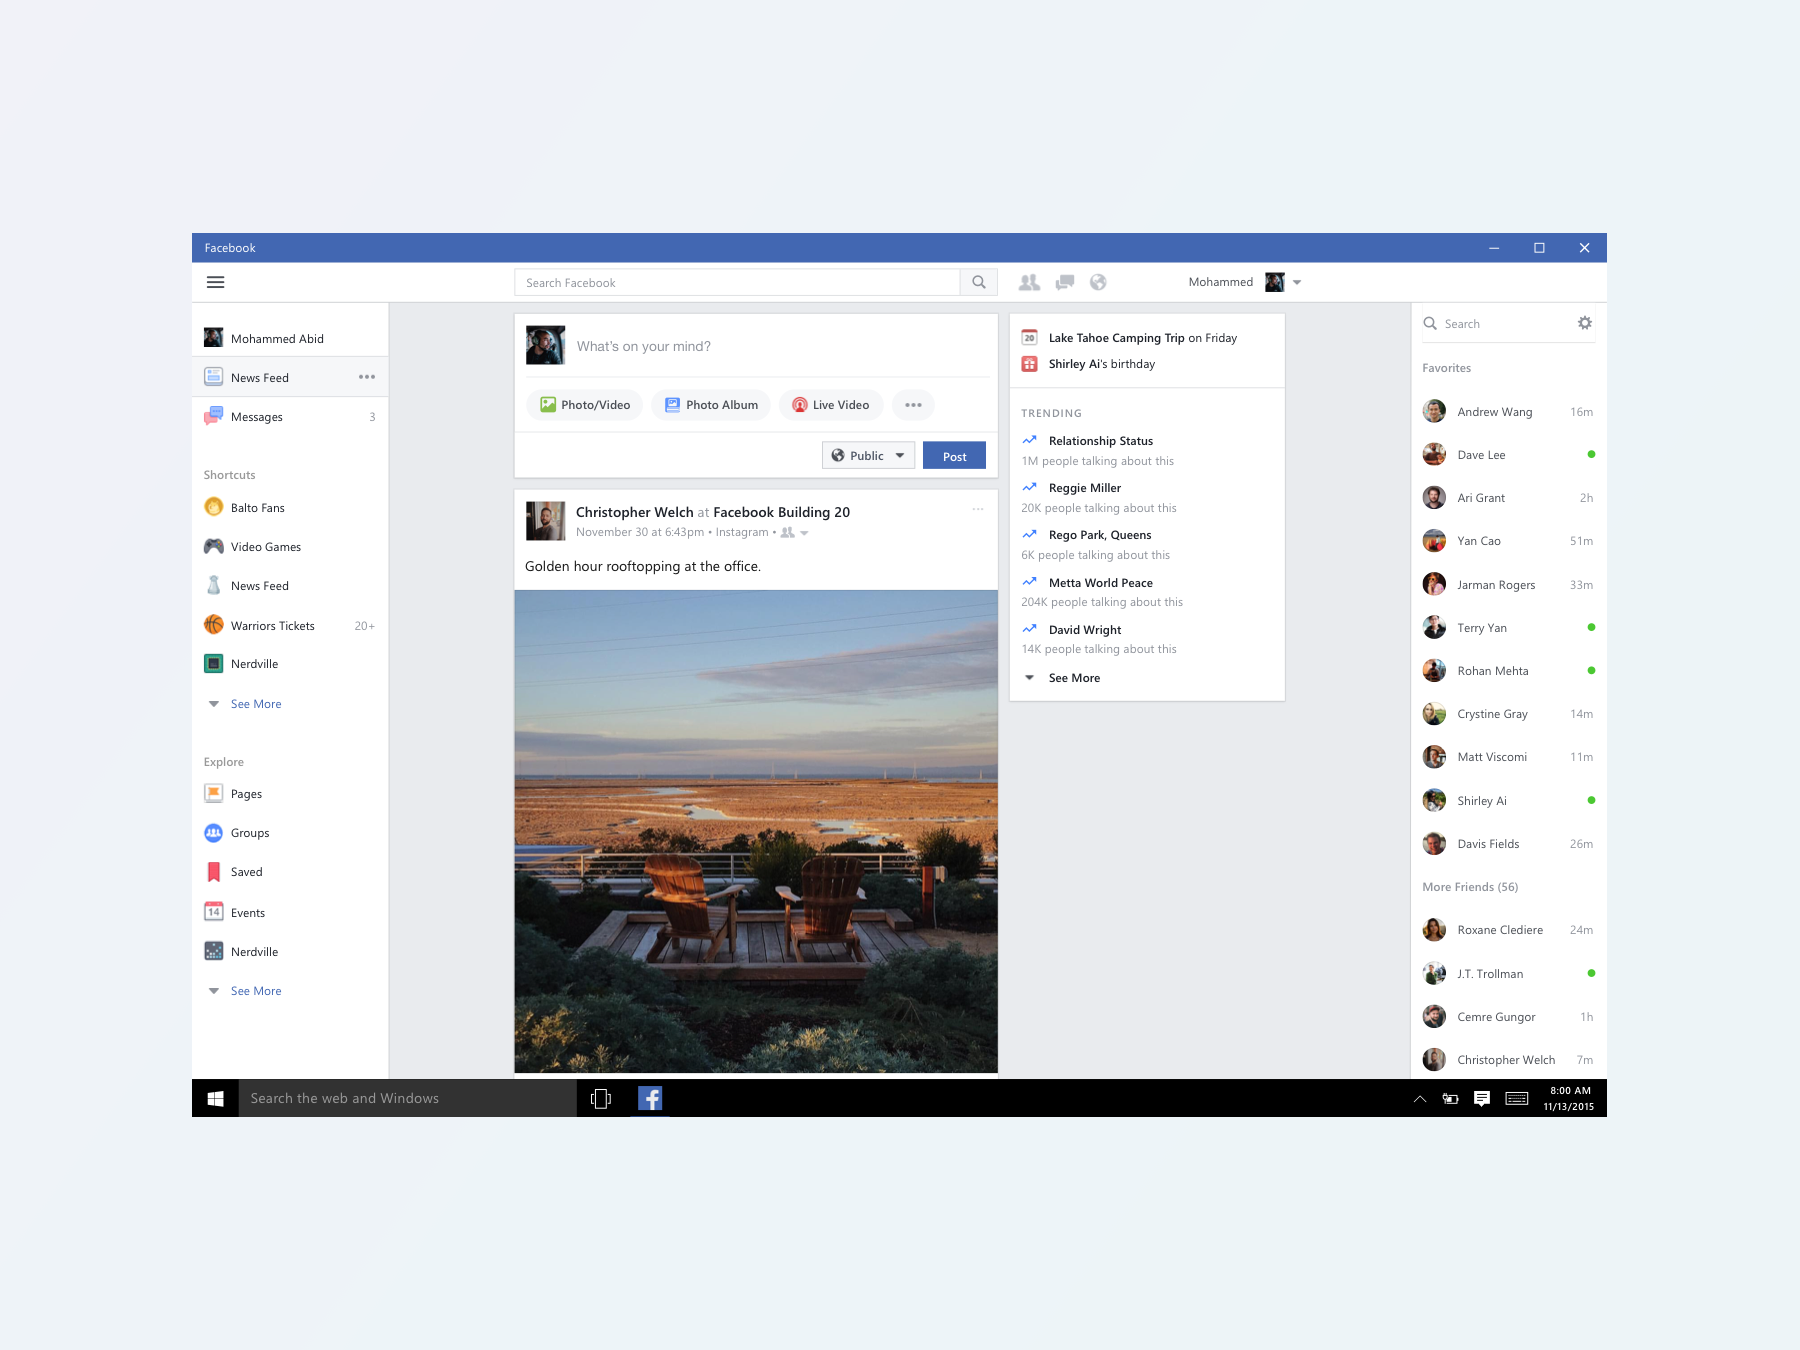 Facebook
Search Facebook
Mohammed
Mohammed Abid
News Feed
Messages 3
Shortcuts
Balto Fans
Video Games
News Feed
Warriors Tickets 20+
Nerdville
See More
Explore
Pages
Groups
Saved
14 Events
Nerdville
See More
What's on your mind?
Photo/Video Photo Album Live Video
Public Post
Christopher Welch at Facebook Building 20
November 30 at 6:43pm • Instagram •
Golden hour rooftopping at the office.
20 Lake Tahoe Camping Trip on Friday
Shirley Ai's birthday
TRENDING
Relationship Status
1M people talking about this
Reggie Miller
20K people talking about this
Rego Park, Queens
6K people talking about this
Metta World Peace
204K people talking about this
David Wright
14K people talking about this
See More
Search
Favorites
Andrew Wang 16m
Dave Lee
Ari Grant 2h
Yan Cao 51m
Jarman Rogers 33m
Terry Yan
Rohan Mehta
Crystine Gray 14m
Matt Viscomi 11m
Shirley Ai
Davis Fields 26m
More Friends (56)
Roxane Clediere 24m
J.T. Trollman
Cemre Gungor 1h
Christopher Welch 7m
Search the web and Windows
8:00 AM
11/13/2015